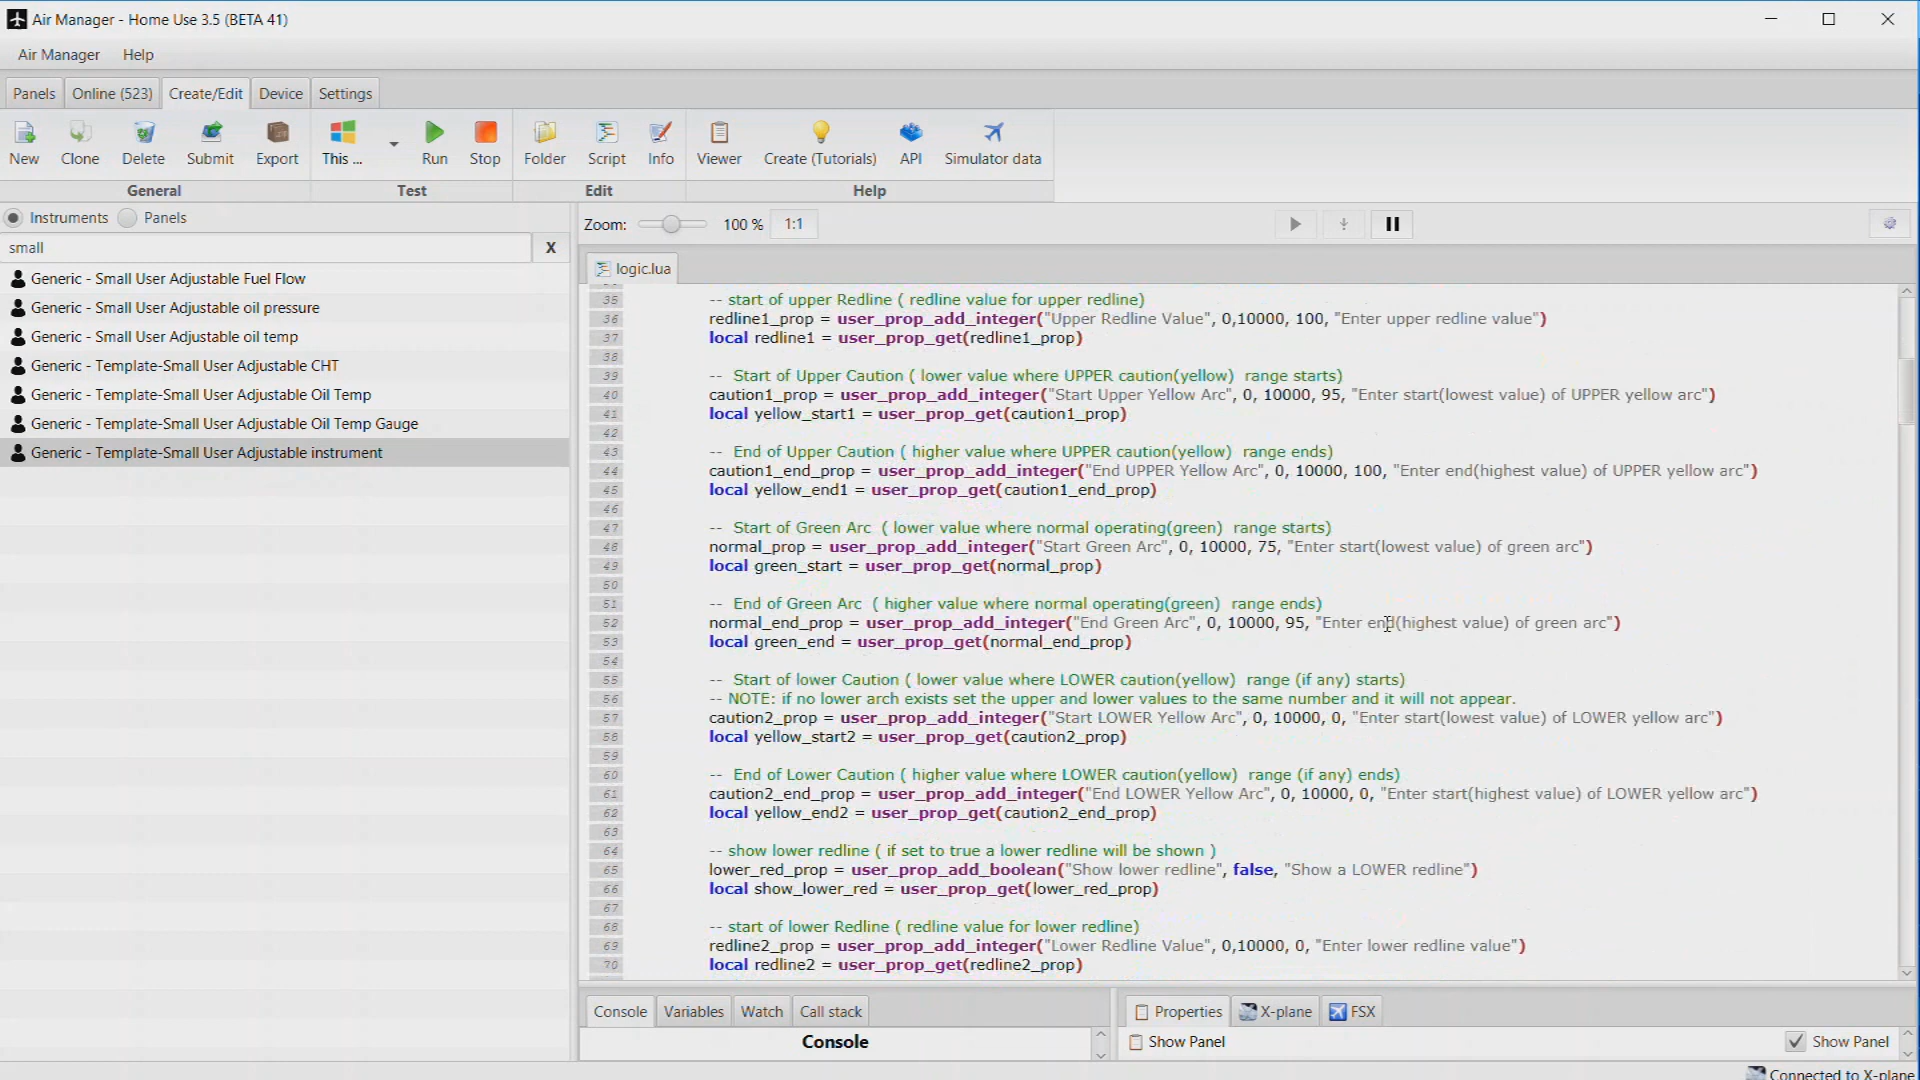 Air Manager - Home Use 3.5 (BETA 41)
Air Manager Help
Panels Online (523) Create/Edit Device Settings
New Clone Delete Submit Export This ... Run Stop Folder Script Info Viewer Create (Tutorials) API Simulator data
General Test Edit Help
Instruments Panels
Zoom: 100 % 1:1
small X
logic.lua
Generic - Small User Adjustable Fuel Flow
Generic - Small User Adjustable oil pressure
Generic - Small User Adjustable oil temp
Generic - Template-Small User Adjustable CHT
Generic - Template-Small User Adjustable Oil Temp
Generic - Template-Small User Adjustable Oil Temp Gauge
Generic - Template-Small User Adjustable instrument
35 -- start of upper Redline ( redline value for upper redline)
36 redline1_prop = user_prop_add_integer("Upper Redline Value", 0,10000, 100, "Enter upper redline value")
37 local redline1 = user_prop_get(redline1_prop)
38
39 -- Start of Upper Caution ( lower value where UPPER caution(yellow) range starts)
40 caution1_prop = user_prop_add_integer("Start Upper Yellow Arc", 0, 10000, 95, "Enter start(lowest value) of UPPER yellow arc")
41 local yellow_start1 = user_prop_get(caution1_prop)
42
43 -- End of Upper Caution ( higher value where UPPER caution(yellow) range ends)
44 caution1_end_prop = user_prop_add_integer("End UPPER Yellow Arc", 0, 10000, 100, "Enter end(highest value) of UPPER yellow arc")
45 local yellow_end1 = user_prop_get(caution1_end_prop)
46
47 -- Start of Green Arc ( lower value where normal operating(green) range starts)
48 normal_prop = user_prop_add_integer("Start Green Arc", 0, 10000, 75, "Enter start(lowest value) of green arc")
49 local green_start = user_prop_get(normal_prop)
50
51 -- End of Green Arc ( higher value where normal operating(green) range ends)
52 normal_end_prop = user_prop_add_integer("End Green Arc", 0, 10000, 95, "Enter end(highest value) of green arc")
53 local green_end = user_prop_get(normal_end_prop)
54
55 -- Start of lower Caution ( lower value where LOWER caution(yellow) range (if any) starts)
56 -- NOTE: if no lower arch exists set the upper and lower values to the same number and it will not appear.
57 caution2_prop = user_prop_add_integer("Start LOWER Yellow Arc", 0, 10000, 0, "Enter start(lowest value) of LOWER yellow arc")
58 local yellow_start2 = user_prop_get(caution2_prop)
59
60 -- End of Lower Caution ( higher value where LOWER caution(yellow) range (if any) ends)
61 caution2_end_prop = user_prop_add_integer("End LOWER Yellow Arc", 0, 10000, 0, "Enter start(highest value) of LOWER yellow arc")
62 local yellow_end2 = user_prop_get(caution2_end_prop)
63
64 -- show lower redline ( if set to true a lower redline will be shown )
65 lower_red_prop = user_prop_add_boolean("Show lower redline", false, "Show a LOWER redline")
66 local show_lower_red = user_prop_get(lower_red_prop)
67
68 -- start of lower Redline ( redline value for lower redline)
69 redline2_prop = user_prop_add_integer("Lower Redline Value", 0,10000, 0, "Enter lower redline value")
70 local redline2 = user_prop_get(redline2_prop)
Console Variables Watch Call stack
Console
Properties X-plane FSX
Show Panel Show Panel
Connected to X-plane